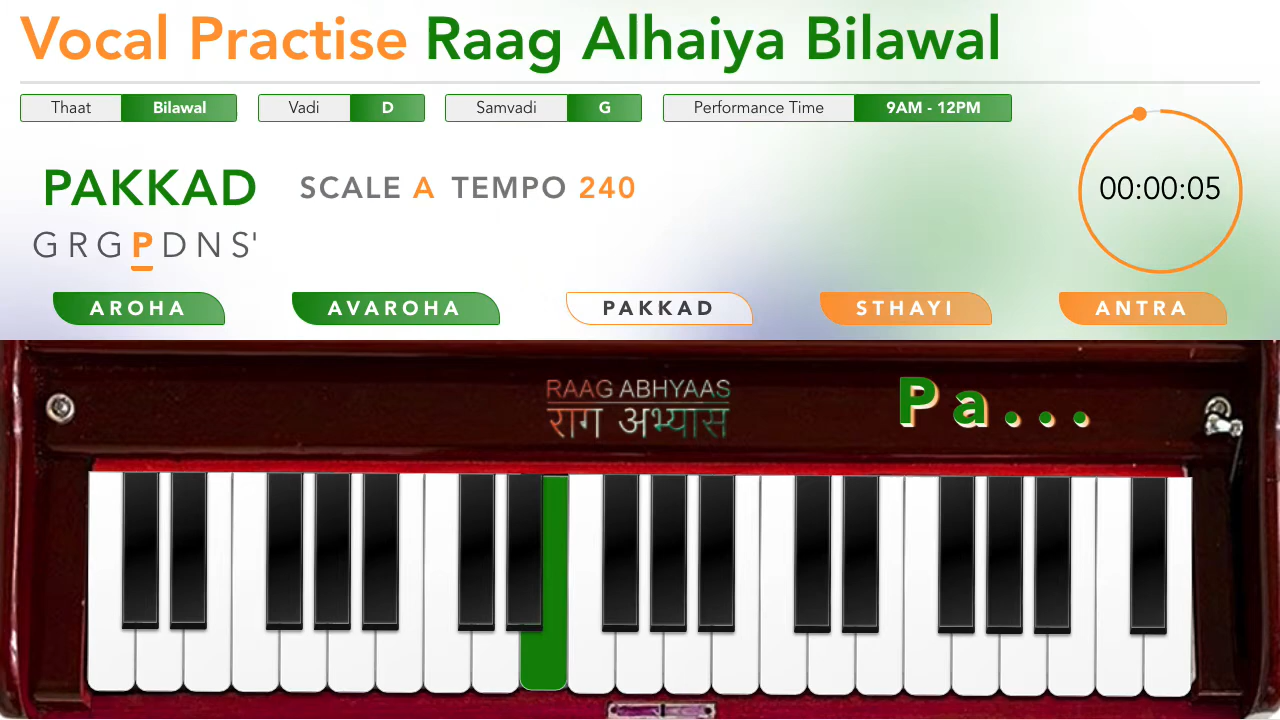 Vocal Practise Raag Alhaiya Bilawal
Thaat Bilawal Vadi D Samvadi G Performance Time 9AM - 12PM
PAKKAD SCALE A TEMPO 240 00:00:05
G R G P D N S'
AROHA AVAROHA PAKKAD STHAYI ANTRA
RAAG ABHYAAS
राग अभ्यास
Pa...